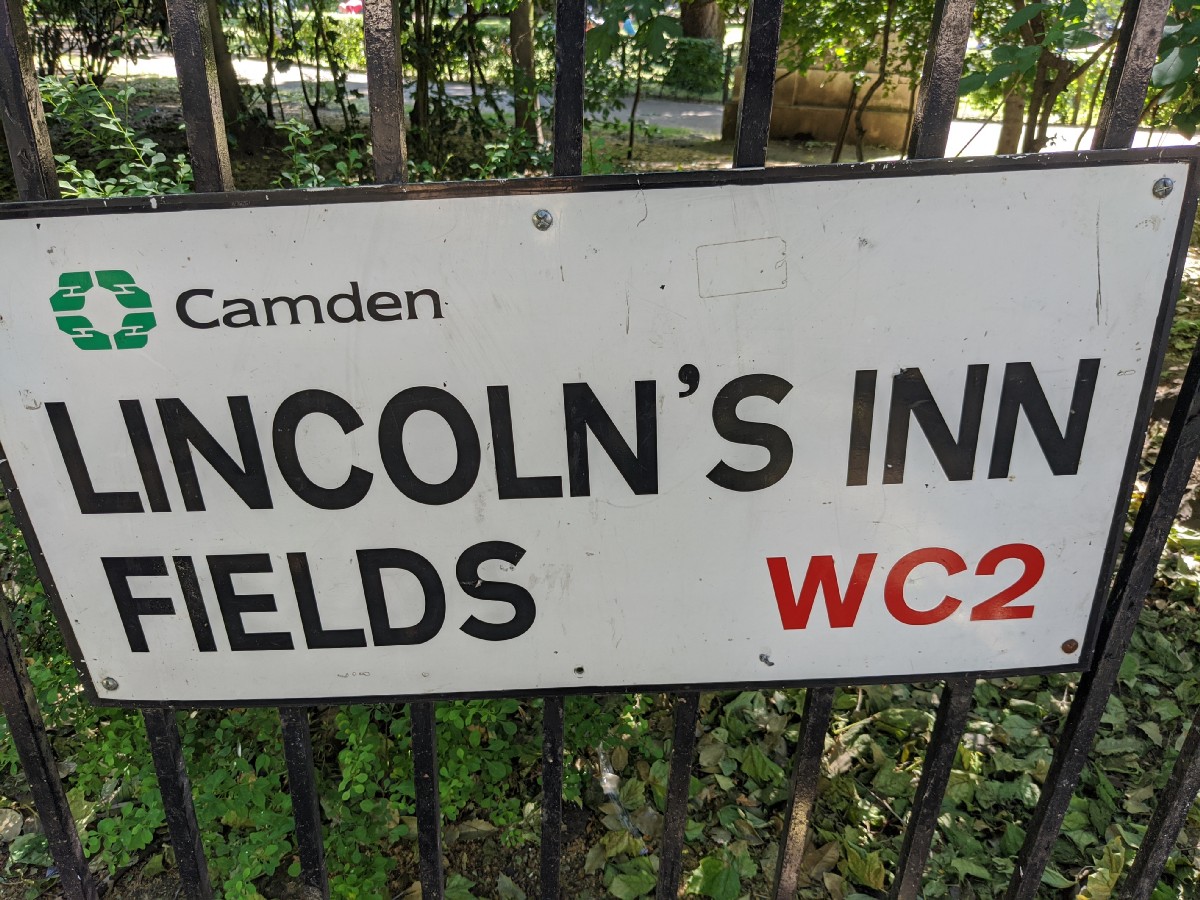 Camden
LINCOLN'S INN
FIELDS WC2